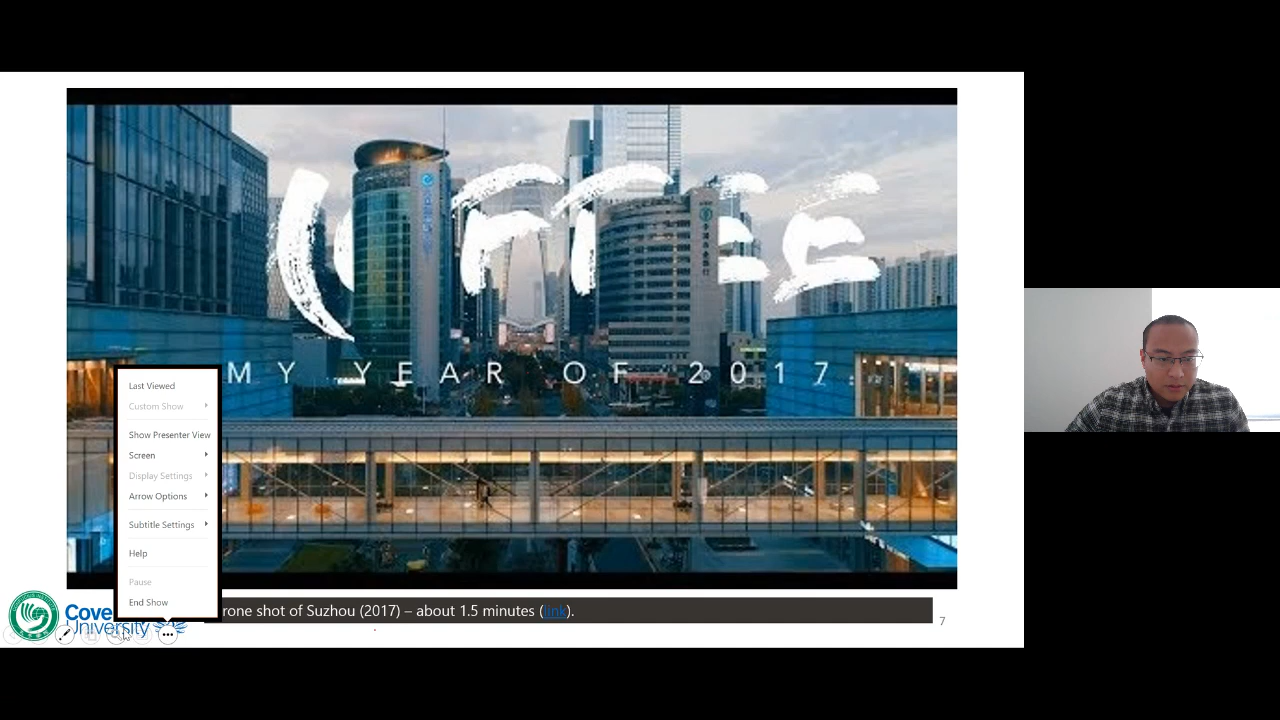 MY YEAR OF 2017.
Last Viewed
Custom Show
Show Presenter View
Screen
Display Settings
Arrow Options
Subtitle Settings
Help
Pause
End Show
rone shot of Suzhou (2017) – about 1.5 minutes (link).
Cove
University
7